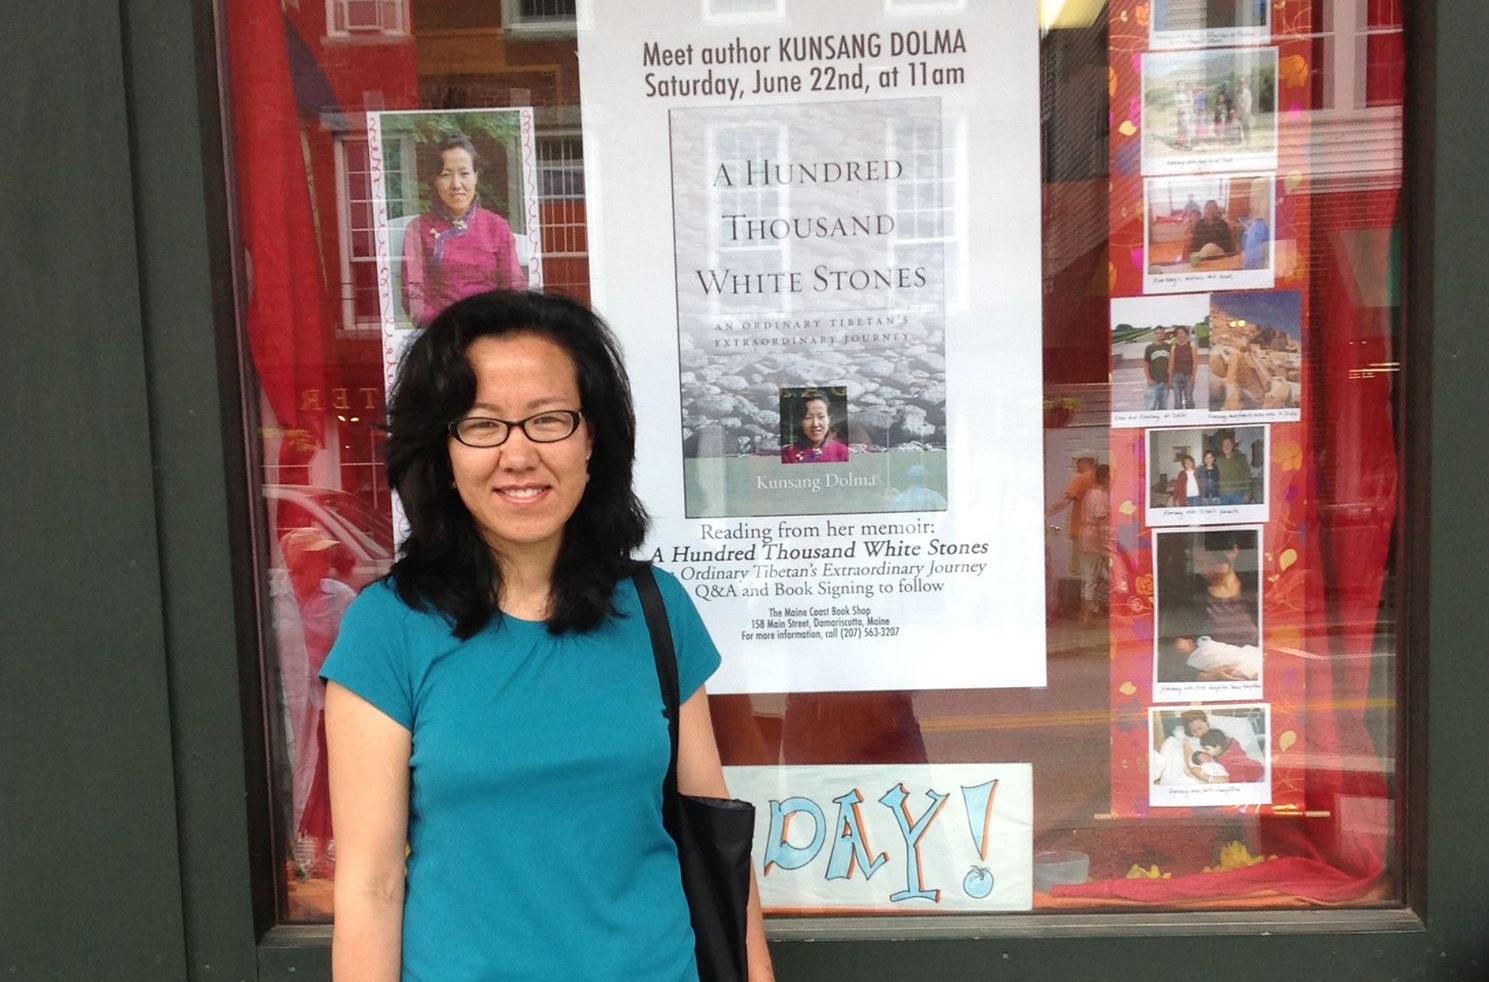 Meet author KUNSANG DOLMA
Saturday, June 22nd, at 11am
A HUNDRED
THOUSAND
WHITE STONES
AN ORDINARY TIBETAN'S
EXTRAORDINARY JOURNEY
Kunsang Dolma
Reading from her memoir:
A Hundred Thousand White Stones
Ordinary Tibetan's Extraordinary Journey
Q&A and Book Signing to follow
The Maine Coast Book Shop
158 Main Street, Damariscotta, Maine
For more information, call (207) 563-3207
DAY!